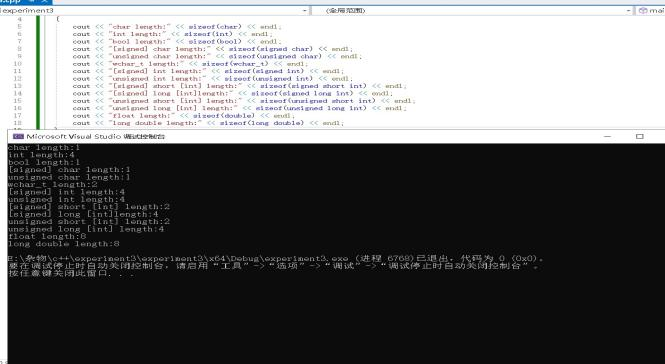 .cpp
experiment3
(全局范围)
mai
4 {
5 cout << "char length:" << sizeof(char) << endl;
6 cout << "int length:" << sizeof(int) << endl;
7 cout << "bool length:" << sizeof(bool) << endl;
8 cout << "[signed] char length:" << sizeof(signed char) << endl;
9 cout << "unsigned char length:" << sizeof(unsigned char) << endl;
10 cout << "wchar_t length:" << sizeof(wchar_t) << endl;
11 cout << "[signed] int length:" << sizeof(signed int) << endl;
12 cout << "unsigned int length:" << sizeof(unsigned int) << endl;
13 cout << "[signed] short [int] length:" << sizeof(signed short int) << endl;
14 cout << "[signed] long [int]length:" << sizeof(signed long int) << endl;
15 cout << "unsigned short [int] length:" << sizeof(unsigned short int) << endl;
16 cout << "unsigned long [int] length:" << sizeof(unsigned long int) << endl;
17 cout << "float length:" << sizeof(double) << endl;
18 cout << "long double length:" << sizeof(long double) << endl;
Microsoft Visual Studio 调试控制台
char length:1
int length:4
bool length:1
[signed] char length:1
unsigned char length:1
wchar_t length:2
[signed] int length:4
unsigned int length:4
[signed] short [int] length:2
[signed] long [int]length:4
unsigned short [int] length:2
unsigned long [int] length:4
float length:8
long double length:8
E:\杂物\c++\experiment3\experiment3\x64\Debug\experiment3.exe (进程 6768)已退出，代码为 0 (0x0)。
要在调试停止时自动关闭控制台，请启用“工具”->“选项”->“调试”->“调试停止时自动关闭控制台”。
按任意键关闭此窗口. . .